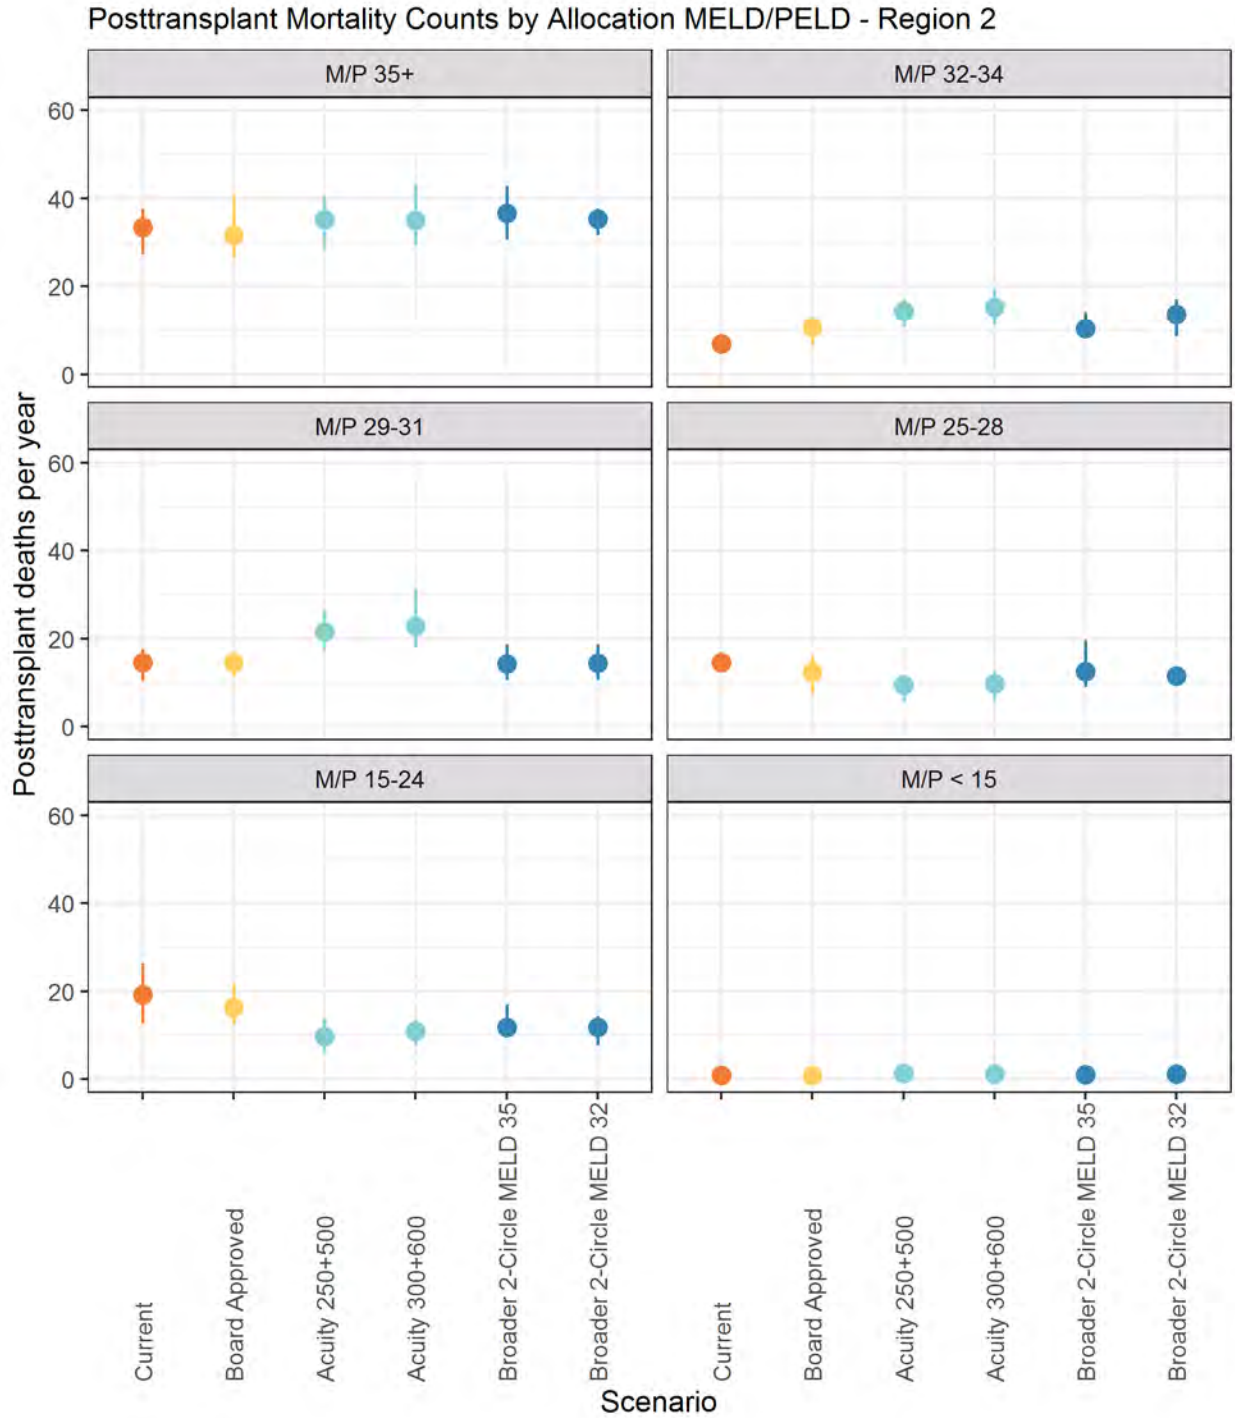 Posttransplant Mortality Counts by Allocation MELD/PELD - Region 2
M/P 35+
M/P 32-34
60
40
20
0
M/P 29-31
M/P 25-28
60
40
20
0
M/P 15-24
M/P < 15
60
40
20
0
Posttransplant deaths per year
Current
Board Approved
Acuity 250+500
Acuity 300+600
Broader 2-Circle MELD 35
Broader 2-Circle MELD 32
Current
Board Approved
Acuity 250+500
Acuity 300+600
Broader 2-Circle MELD 35
Broader 2-Circle MELD 32
Scenario